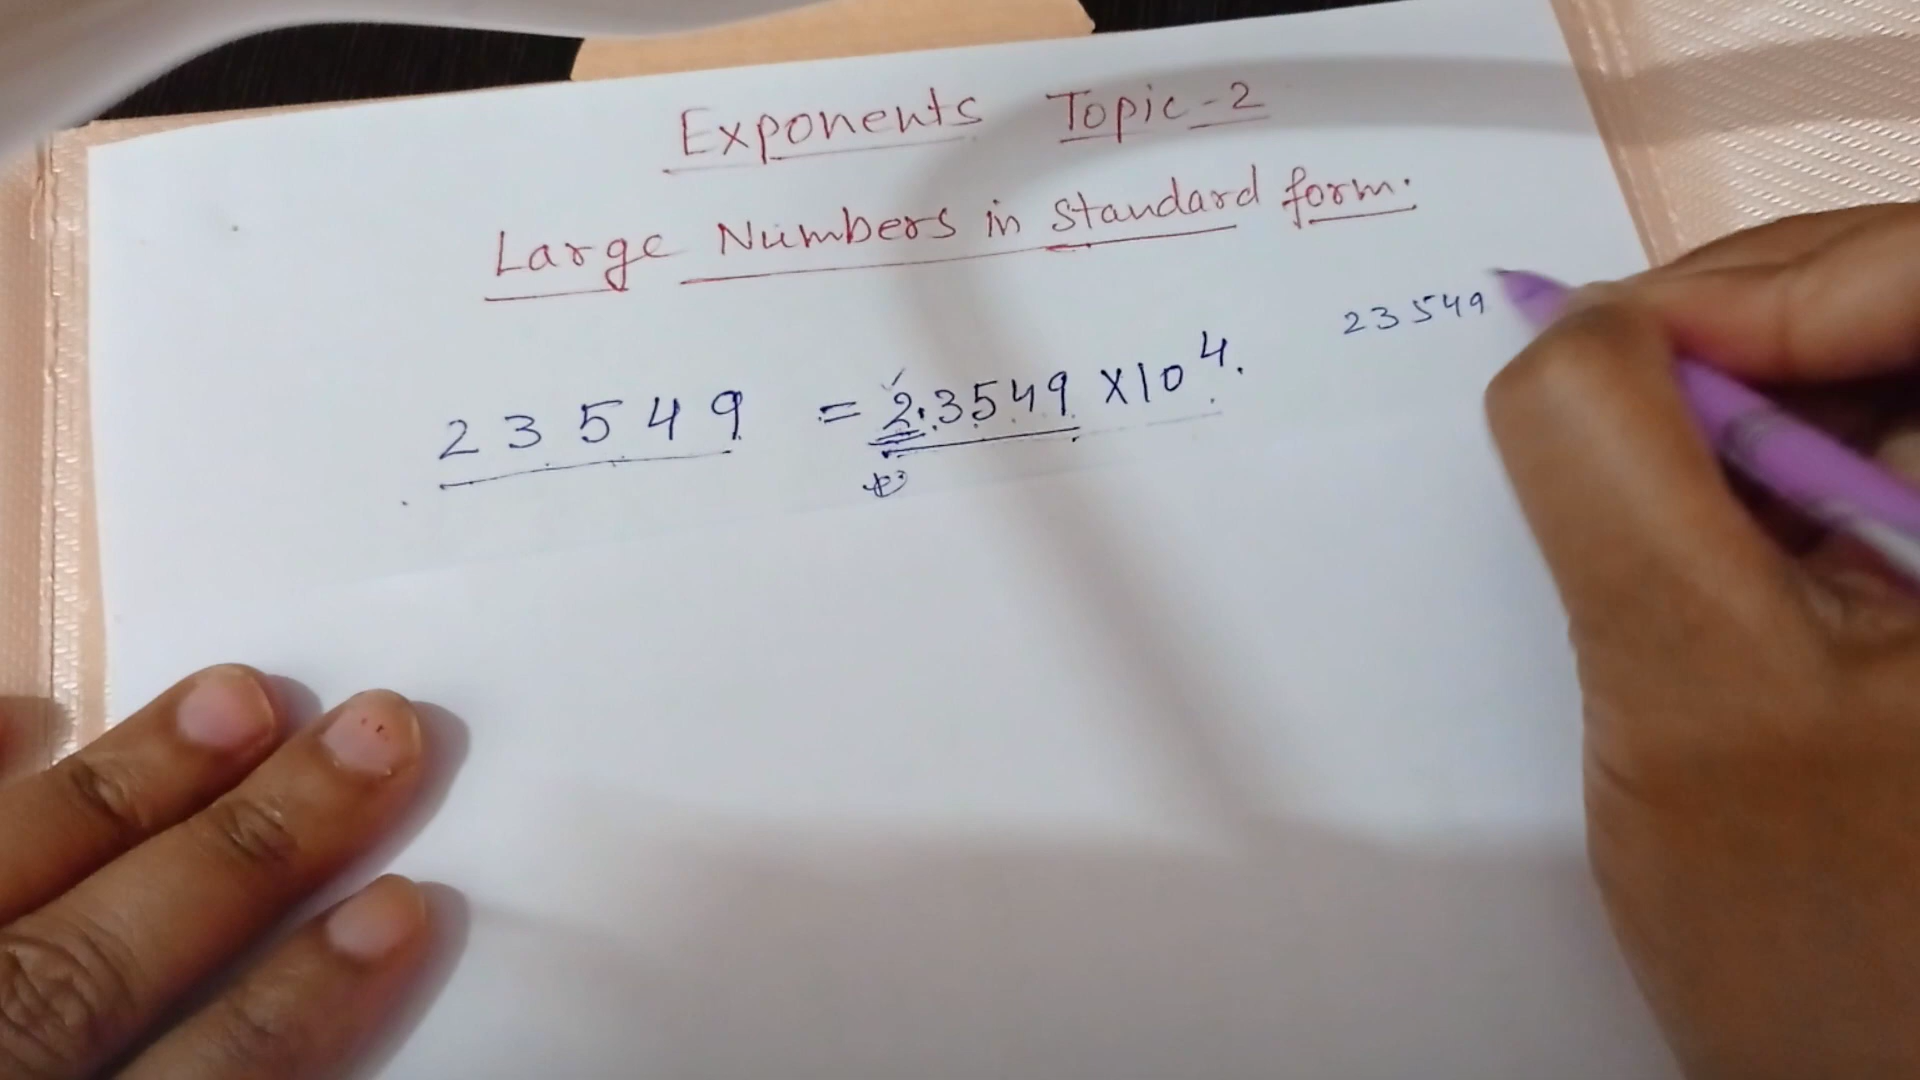 Exponents Topic-2
Large Numbers in Standard form.
23549 = 2.3549 X 10⁴.
23549